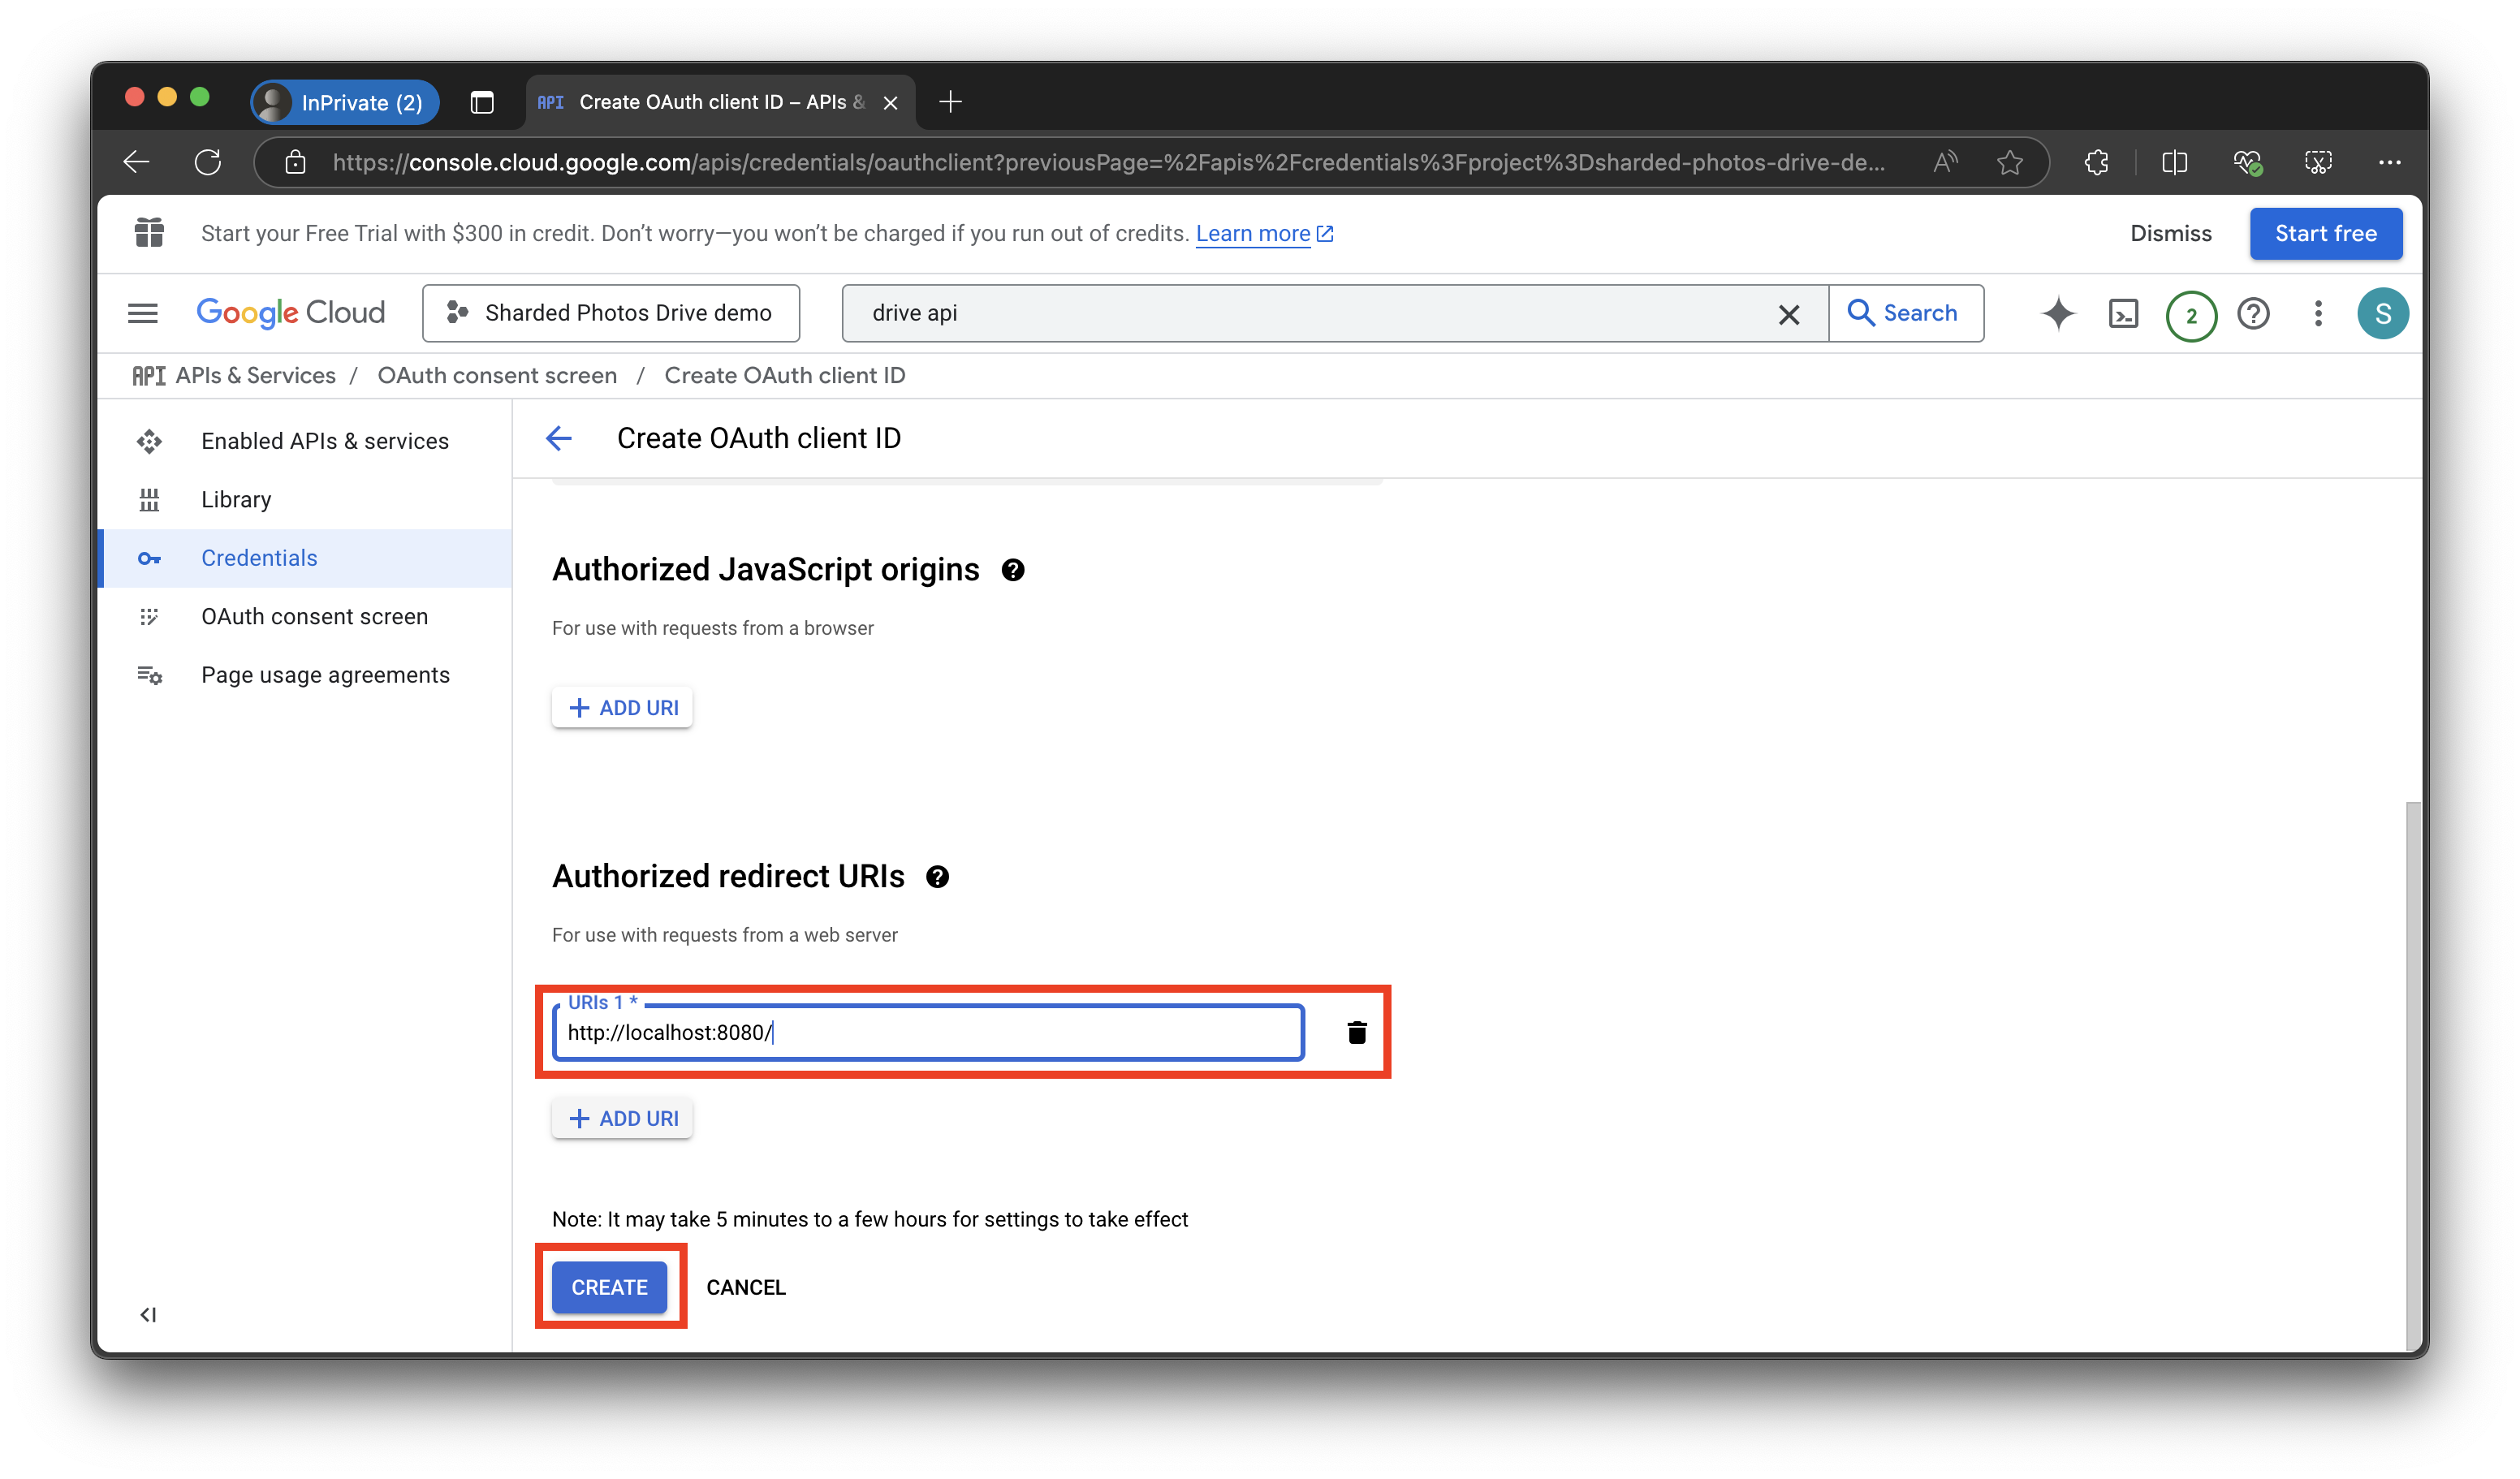 InPrivate (2)
API Create OAuth client ID – APIs &
https://console.cloud.google.com/apis/credentials/oauthclient?previousPage=%2Fapis%2Fcredentials%3Fproject%3Dsharded-photos-drive-de...
Start your Free Trial with $300 in credit. Don’t worry—you won’t be charged if you run out of credits. Learn more
Dismiss
Start free
Google Cloud
Sharded Photos Drive demo
drive api
Search
2
S
API APIs & Services / OAuth consent screen / Create OAuth client ID
Enabled APIs & services
Library
Credentials
OAuth consent screen
Page usage agreements
Create OAuth client ID
Authorized JavaScript origins
For use with requests from a browser
+ ADD URI
Authorized redirect URIs
For use with requests from a web server
URIs 1 *
http://localhost:8080/
+ ADD URI
Note: It may take 5 minutes to a few hours for settings to take effect
CREATE
CANCEL